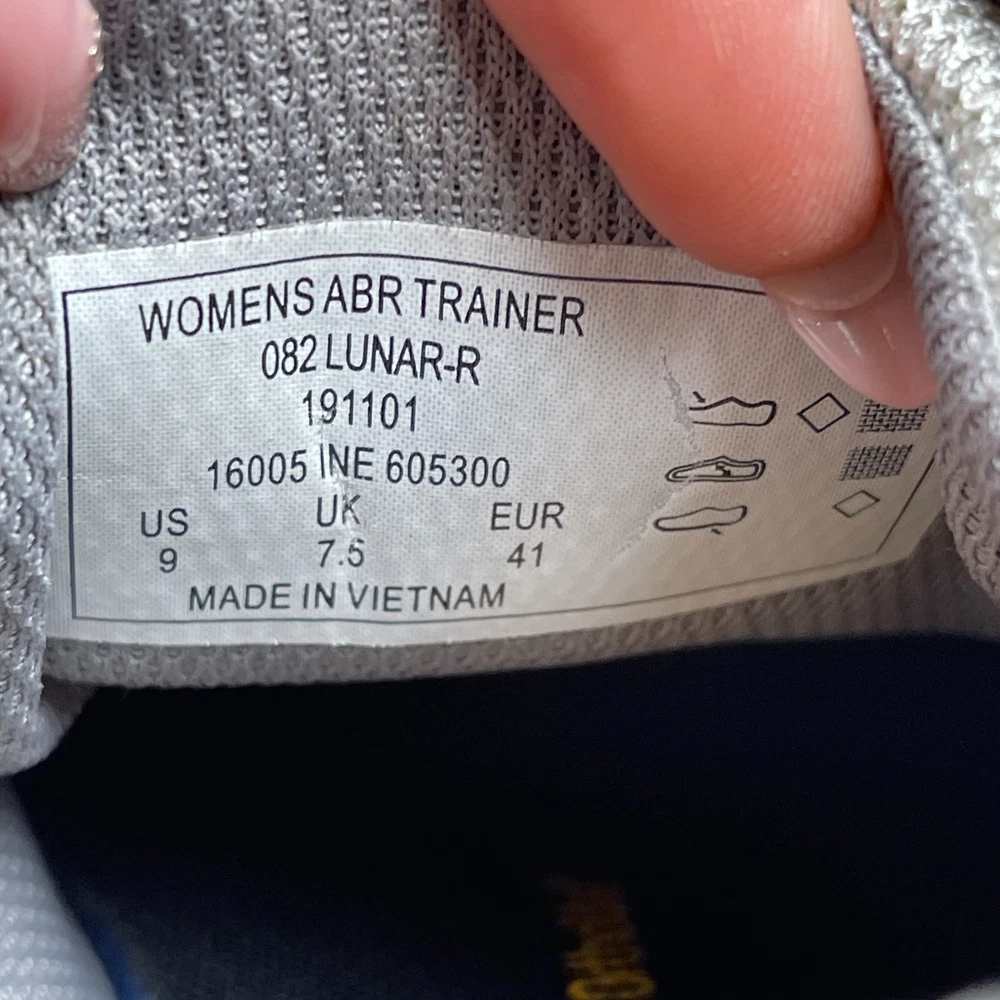 WOMENS ABR TRAINER
082 LUNAR-R
191101
16005 INE 605300
US UK EUR
9 7.5 41
MADE IN VIETNAM